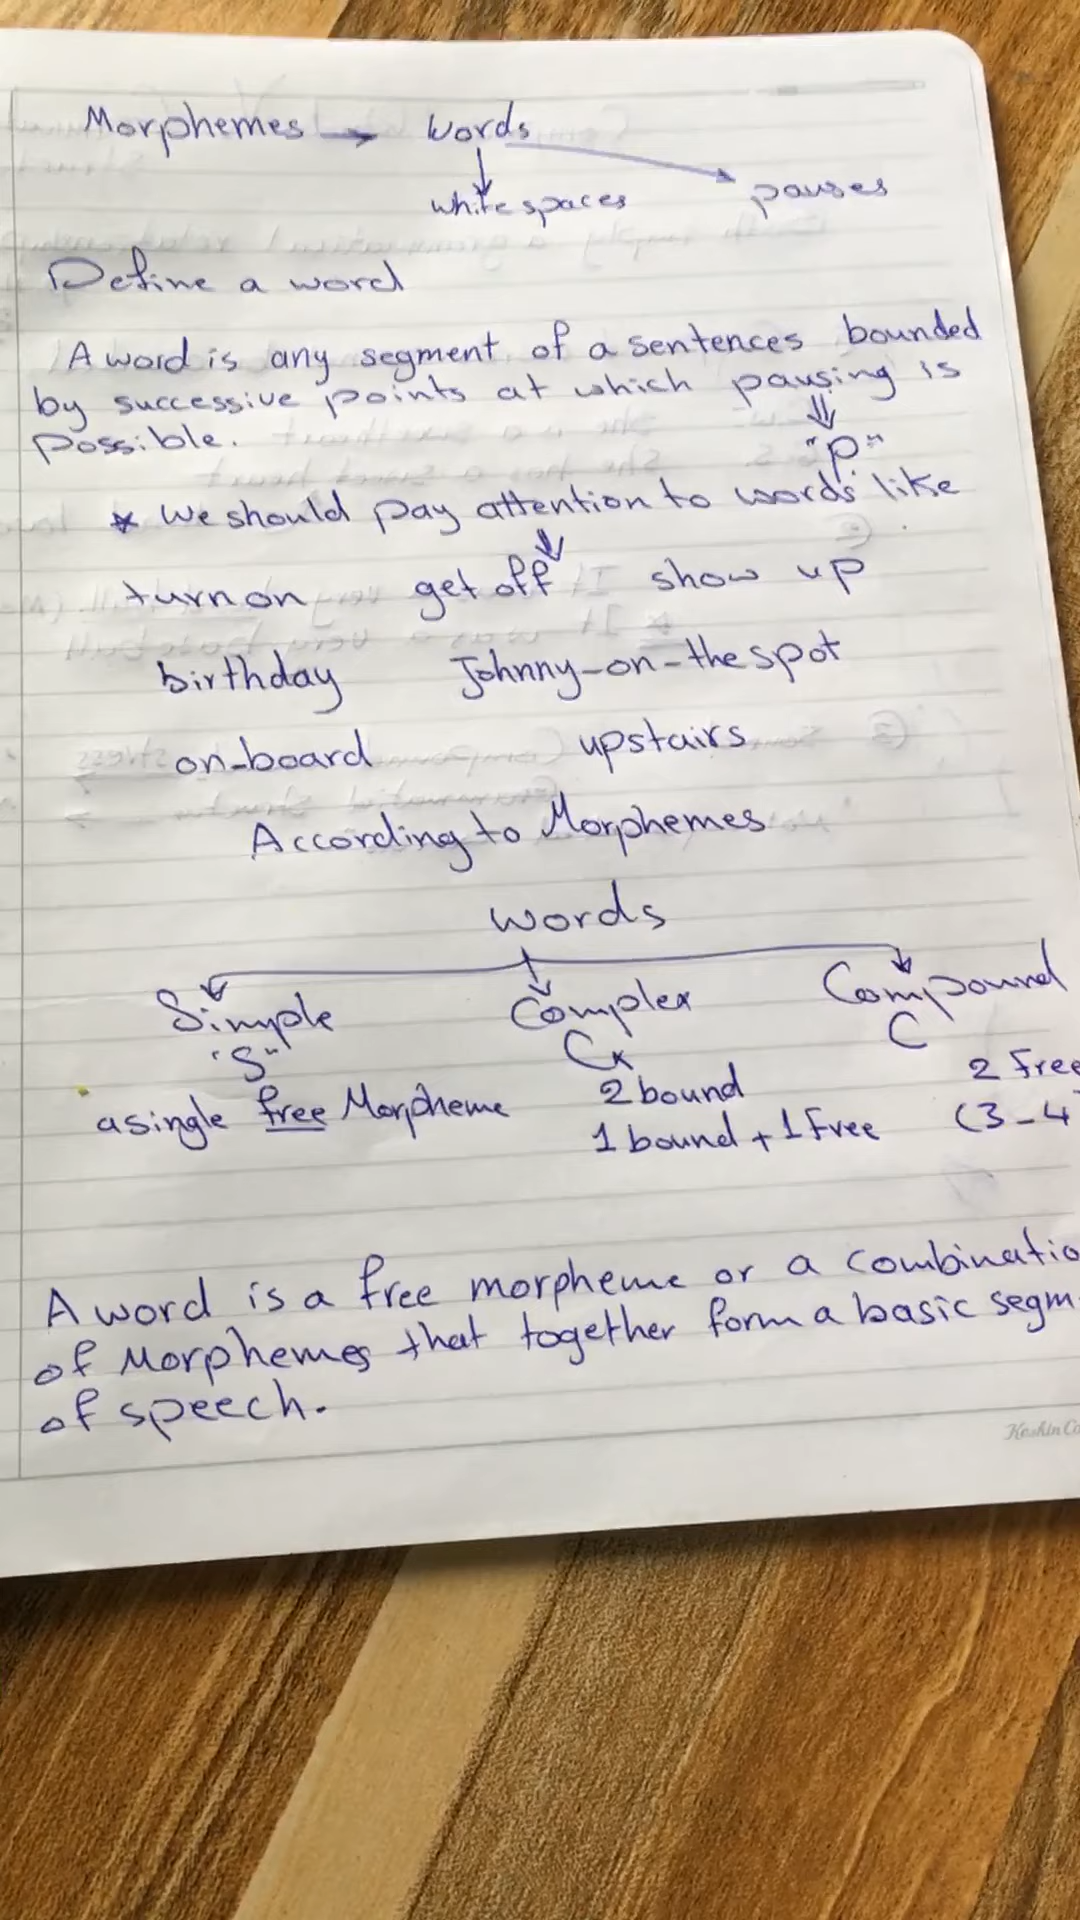 Morphemes → Words
white spaces pauses
Define a word
A word is any segment of a sentences bounded
by successive points at which pausing is
possible.
"P"
* We should pay attention to words like
turn on get off show up
birthday Johnny-on-the spot
on-board upstairs
According to Morphemes
words
Simple Complex Compound
"S" Cx C
a single free Morpheme 2 bound 2 Free
1 bound + 1 Free (3-4)
A word is a free morpheme or a combinatio
of Morphemes that together form a basic segm
of speech.